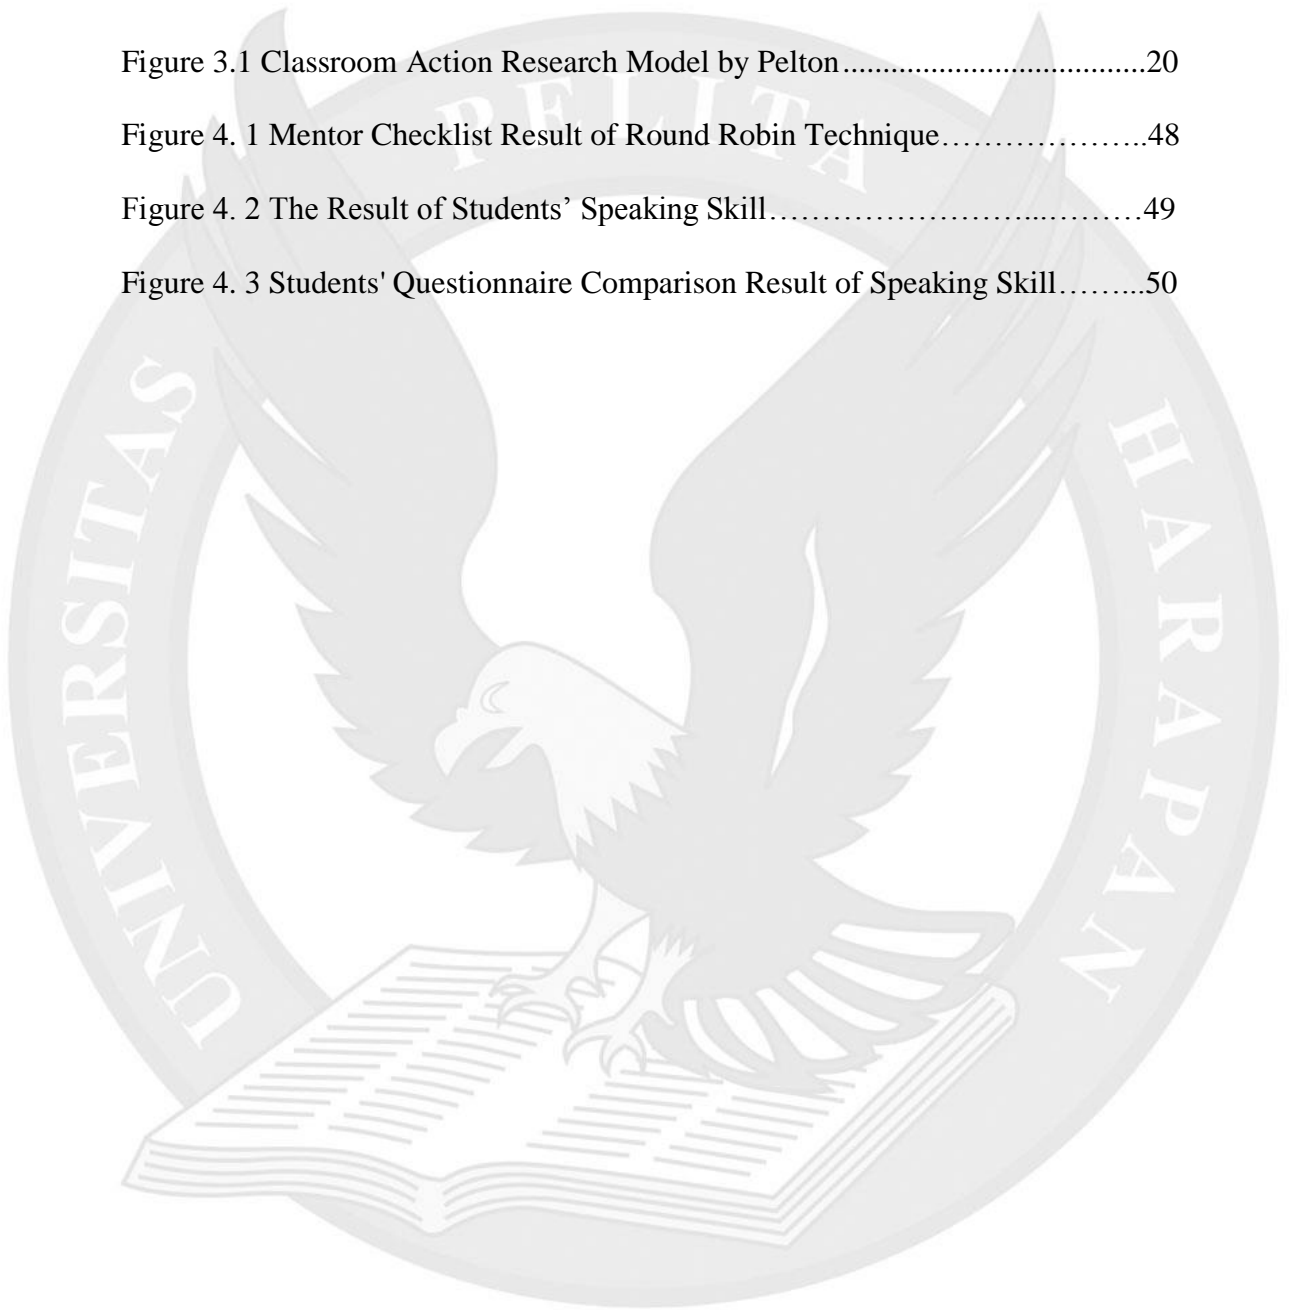 Figure 3.1 Classroom Action Research Model by Pelton.....................................20
Figure 4. 1 Mentor Checklist Result of Round Robin Technique………………..48
Figure 4. 2 The Result of Students’ Speaking Skill……………………...………49
Figure 4. 3 Students' Questionnaire Comparison Result of Speaking Skill……...50
UNIVERSITAS PELITA HARAPAN